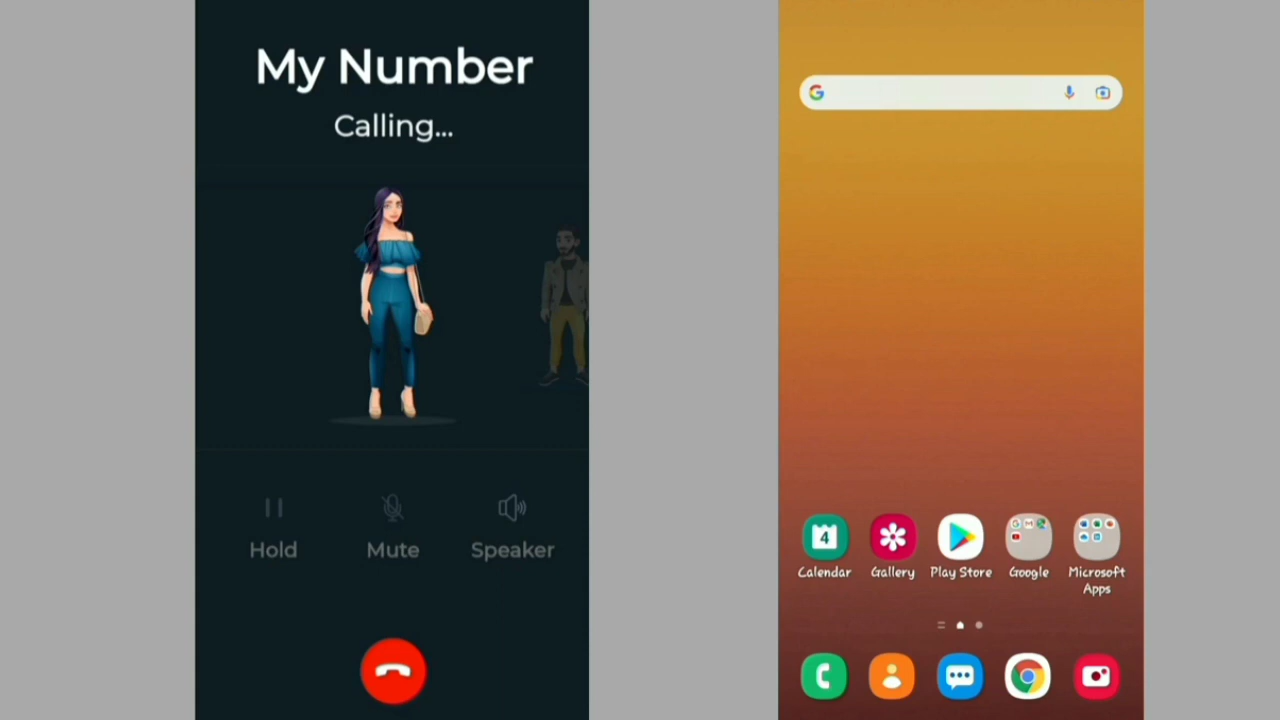 My Number
Calling...
Hold
Mute
Speaker
G
4
Calendar
Gallery
Play Store
Google
Microsoft
Apps